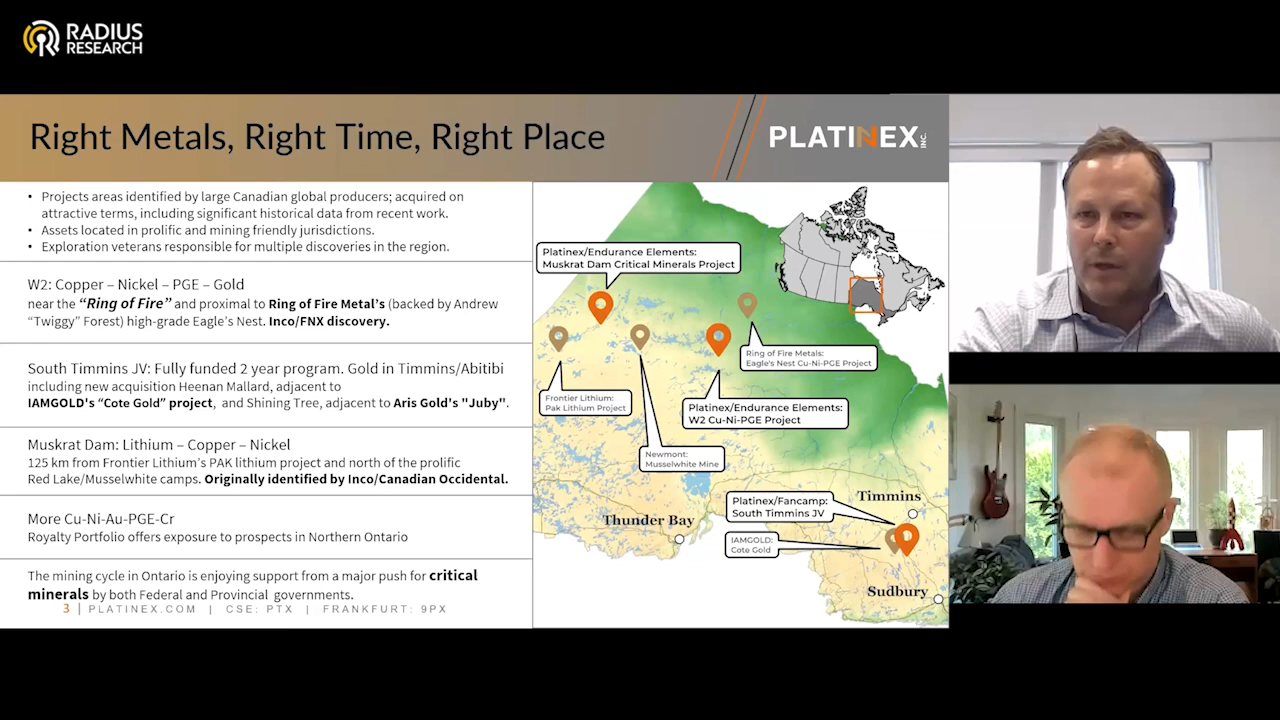 RADIUS
RESEARCH
Right Metals, Right Time, Right Place
PLATINEX INC.
• Projects areas identified by large Canadian global producers; acquired on
attractive terms, including significant historical data from recent work.
• Assets located in prolific and mining friendly jurisdictions.
• Exploration veterans responsible for multiple discoveries in the region.
W2: Copper – Nickel – PGE – Gold
near the “Ring of Fire” and proximal to Ring of Fire Metal’s (backed by Andrew
“Twiggy” Forest) high-grade Eagle’s Nest. Inco/FNX discovery.
South Timmins JV: Fully funded 2 year program. Gold in Timmins/Abitibi
including new acquisition Heenan Mallard, adjacent to
IAMGOLD's “Cote Gold” project, and Shining Tree, adjacent to Aris Gold's "Juby".
Muskrat Dam: Lithium – Copper – Nickel
125 km from Frontier Lithium’s PAK lithium project and north of the prolific
Red Lake/Musselwhite camps. Originally identified by Inco/Canadian Occidental.
More Cu-Ni-Au-PGE-Cr
Royalty Portfolio offers exposure to prospects in Northern Ontario
The mining cycle in Ontario is enjoying support from a major push for critical
minerals by both Federal and Provincial governments.
3 | PLATINEX.COM | CSE: PTX | FRANKFURT: 9PX
Platinex/Endurance Elements:
Muskrat Dam Critical Minerals Project
Ring of Fire Metals:
Eagle's Nest Cu-Ni-PGE Project
Frontier Lithium:
Pak Lithium Project
Platinex/Endurance Elements:
W2 Cu-Ni-PGE Project
Newmont:
Musselwhite Mine
Platinex/Fancamp:
South Timmins JV
Timmins
Thunder Bay
IAMGOLD:
Cote Gold
Sudbury